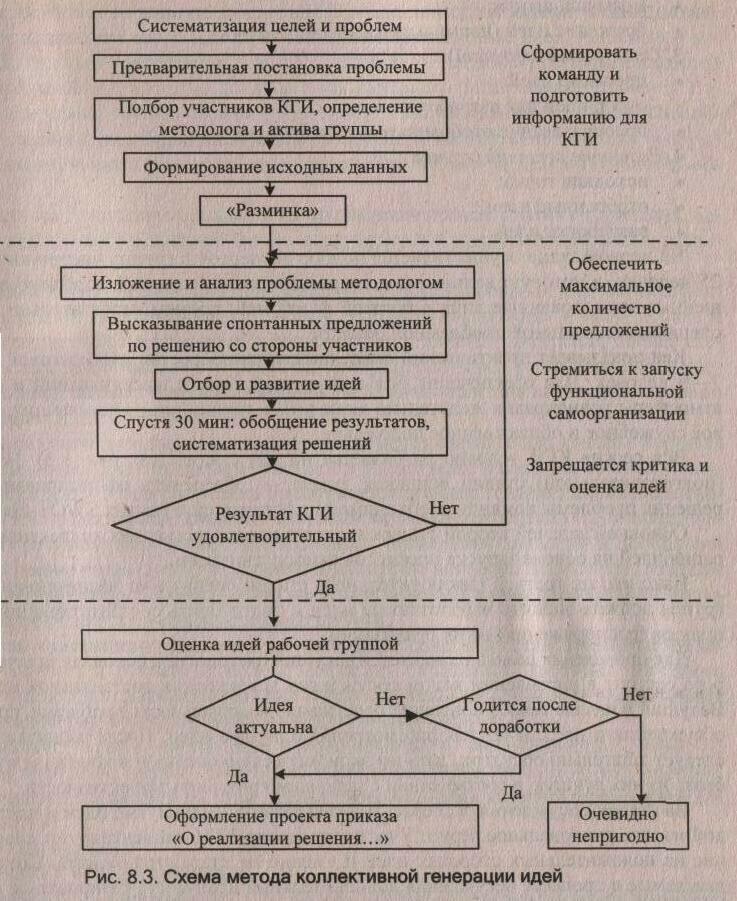 Систематизация целей и проблем
Предварительная постановка проблемы
Подбор участников КГИ, определение
методолога и актива группы
Формирование исходных данных
«Разминка»
Сформировать
команду и
подготовить
информацию для
КГИ
Изложение и анализ проблемы методологом
Высказывание спонтанных предложений
по решению со стороны участников
Отбор и развитие идей
Спустя 30 мин: обобщение результатов,
систематизация решений
Результат КГИ
удовлетворительный
Нет
Да
Обеспечить
максимальное
количество
предложений
Стремиться к запуску
функциональной
самоорганизации
Запрещается критика и
оценка идей
Оценка идей рабочей группой
Идея
актуальна
Нет
Годится после
доработки
Нет
Да
Да
Оформление проекта приказа
«О реализации решения…»
Очевидно
непригодно
Рис. 8.3. Схема метода коллективной генерации идей